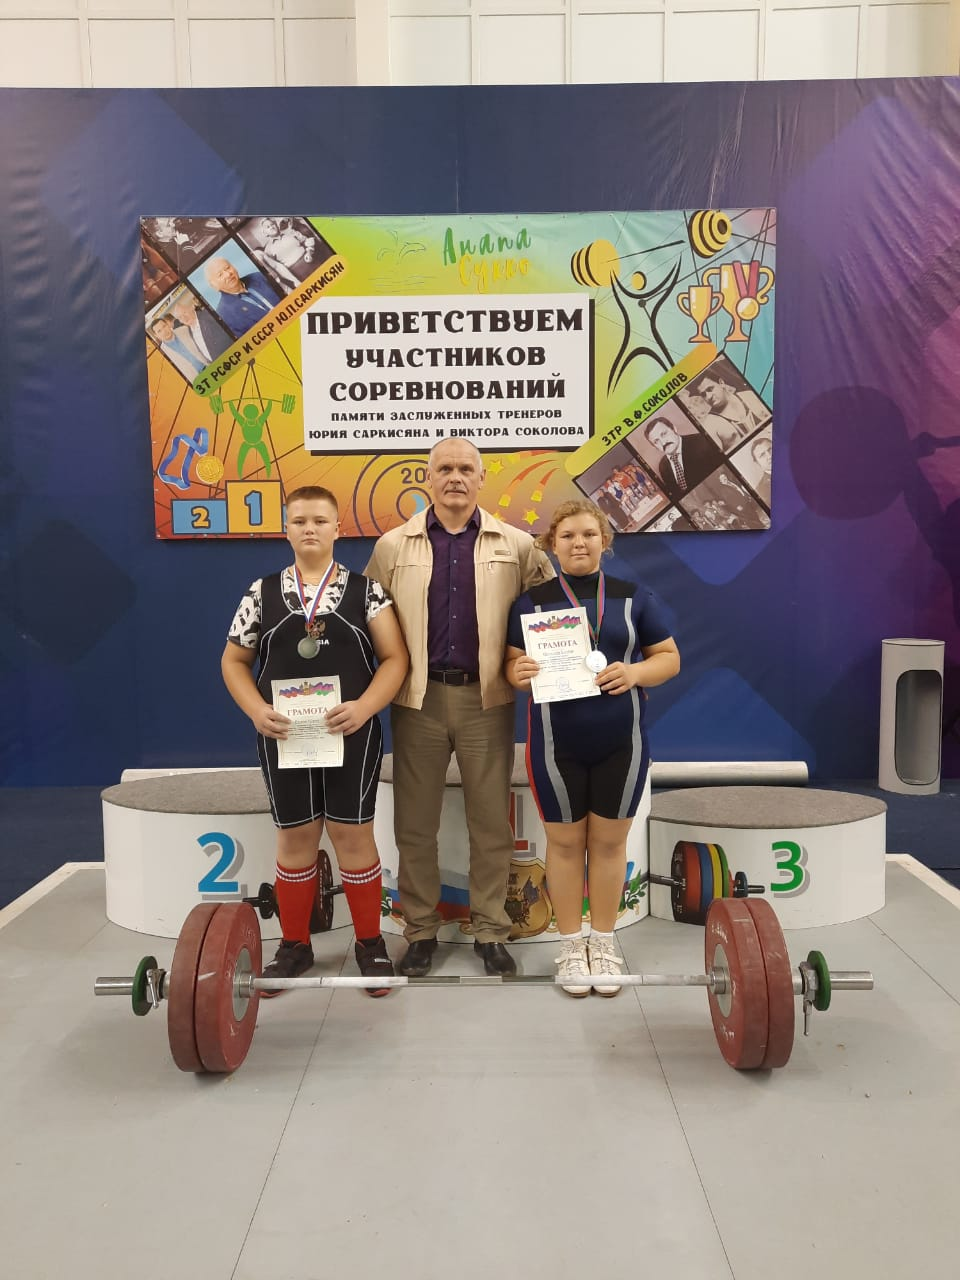 Анапа
Сукко
ЗТ РСФСР И СССР Ю.П.САРКИСЯН
ПРИВЕТСТВУЕМ
УЧАСТНИКОВ
СОРЕВНОВАНИЙ
ПАМЯТИ ЗАСЛУЖЕННЫХ ТРЕНЕРОВ
ЮРИЯ САРКИСЯНА И ВИКТОРА СОКОЛОВА
ЗТР В.Ф.СОКОЛОВ
20
2
1
ГРАМОТА
ГРАМОТА
2
3